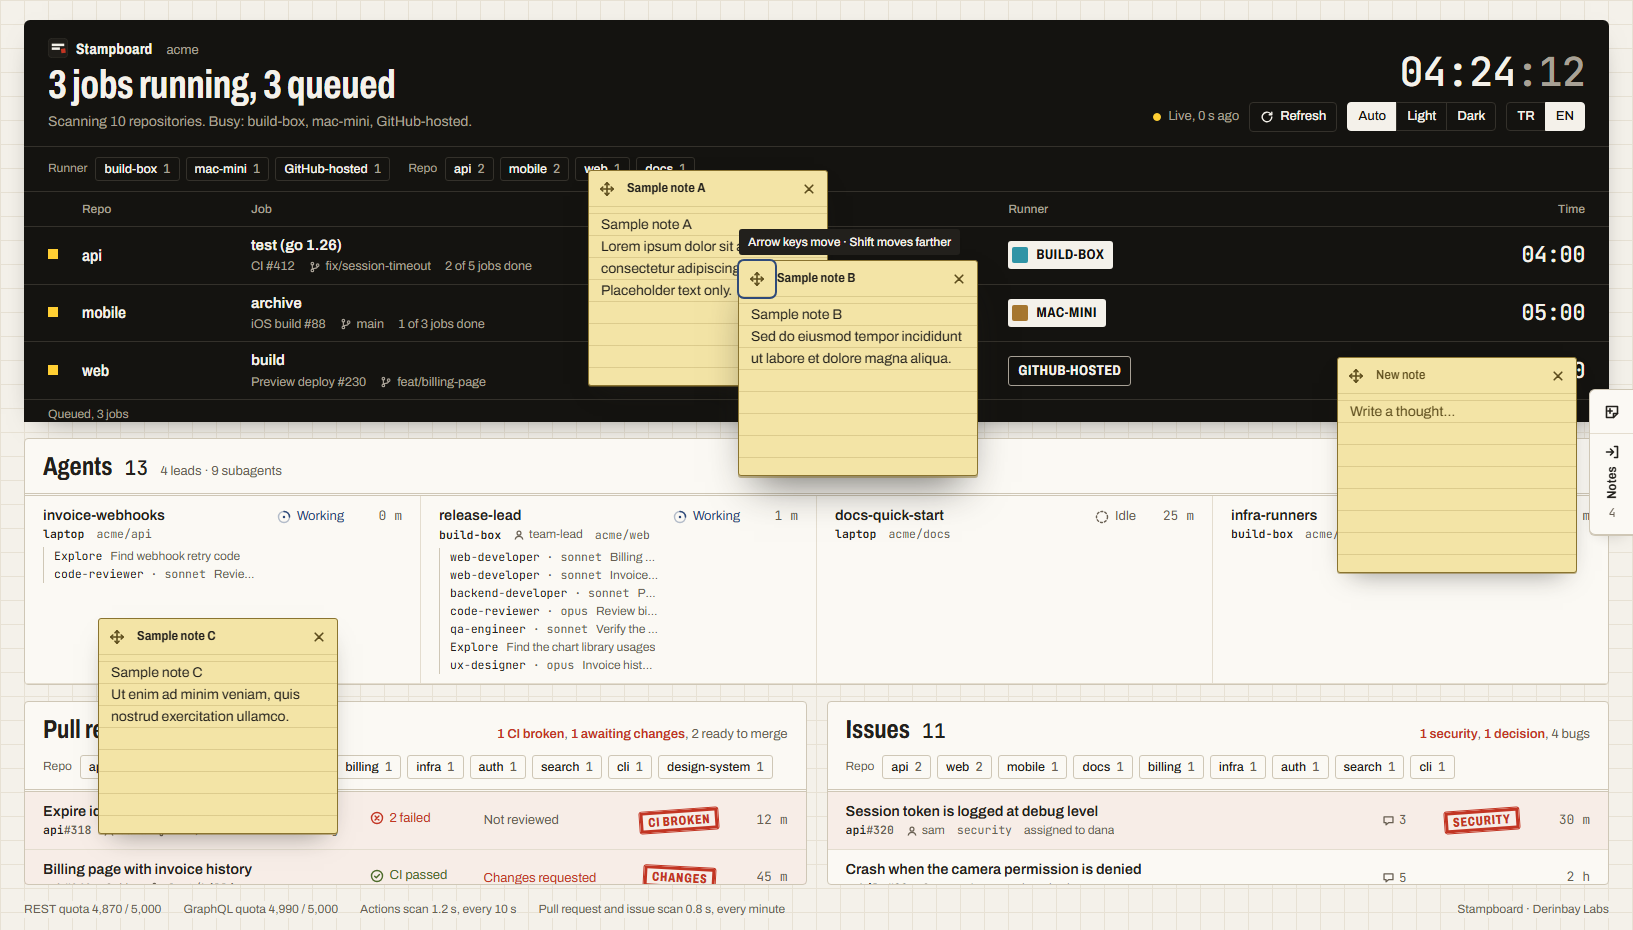 Stampboard acme
3 jobs running, 3 queued
Scanning 10 repositories. Busy: build-box, mac-mini, GitHub-hosted.
04:24:12
Live, 0 s ago Refresh Auto Light Dark TR EN
Runner build-box 1 mac-mini 1 GitHub-hosted 1 Repo api 2 mobile 2 web 1 docs 1
Repo Job Runner Time
api
test (go 1.26)
CI #412 fix/session-timeout 2 of 5 jobs done
BUILD-BOX
04:00
mobile
archive
iOS build #88 main 1 of 3 jobs done
MAC-MINI
05:00
web
build
Preview deploy #230 feat/billing-page
GITHUB-HOSTED
Queued, 3 jobs
Sample note A
Sample note A
Lorem ipsum dolor sit
consectetur adipiscing
Placeholder text only.
Arrow keys move · Shift moves farther
Sample note B
Sample note B
Sed do eiusmod tempor incididunt
ut labore et dolore magna aliqua.
New note
Write a thought...
Notes
4
Agents 13 4 leads · 9 subagents
invoice-webhooks Working 0 m
laptop acme/api
Explore Find webhook retry code
code-reviewer · sonnet Revie...
release-lead Working 1 m
build-box team-lead acme/web
web-developer · sonnet Billing ...
web-developer · sonnet Invoice...
backend-developer · sonnet P...
code-reviewer · opus Review bi...
qa-engineer · sonnet Verify the ...
Explore Find the chart library usages
ux-designer · opus Invoice hist...
docs-quick-start Idle 25 m
laptop acme/docs
infra-runners
build-box acme/
Sample note C
Sample note C
Ut enim ad minim veniam, quis
nostrud exercitation ullamco.
Pull
1 CI broken, 1 awaiting changes, 2 ready to merge
Repo billing 1 infra 1 auth 1 search 1 cli 1 design-system 1
Expire
api#318
2 failed Not reviewed CI BROKEN 12 m
Billing page with invoice history
CI passed Changes requested CHANGES 45 m
Issues 11
1 security, 1 decision, 4 bugs
Repo api 2 web 2 mobile 1 docs 1 billing 1 infra 1 auth 1 search 1 cli 1
Session token is logged at debug level
api#320 sam security assigned to dana
3 SECURITY 30 m
Crash when the camera permission is denied
5 2 h
REST quota 4,870 / 5,000 GraphQL quota 4,990 / 5,000 Actions scan 1.2 s, every 10 s Pull request and issue scan 0.8 s, every minute
Stampboard · Derinbay Labs